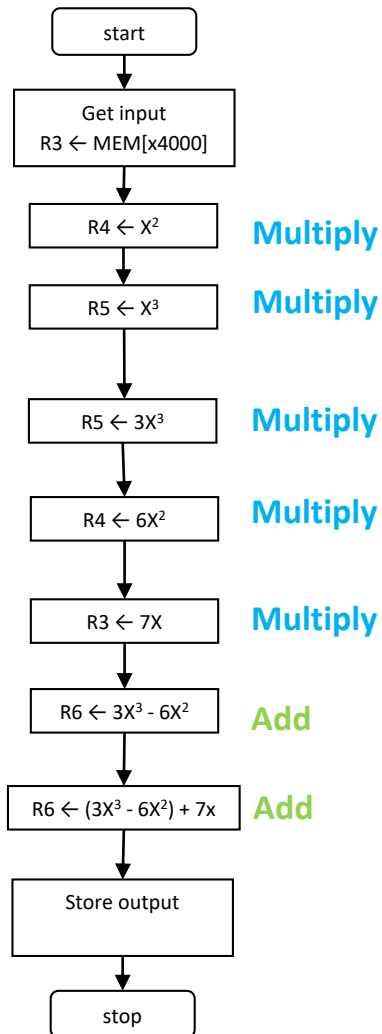 start
Get input
R3 ← MEM[x4000]
R4 ← X²
Multiply
R5 ← X³
Multiply
R5 ← 3X³
Multiply
R4 ← 6X²
Multiply
R3 ← 7X
Multiply
R6 ← 3X³ - 6X²
Add
R6 ← (3X³ - 6X²) + 7x
Add
Store output
stop